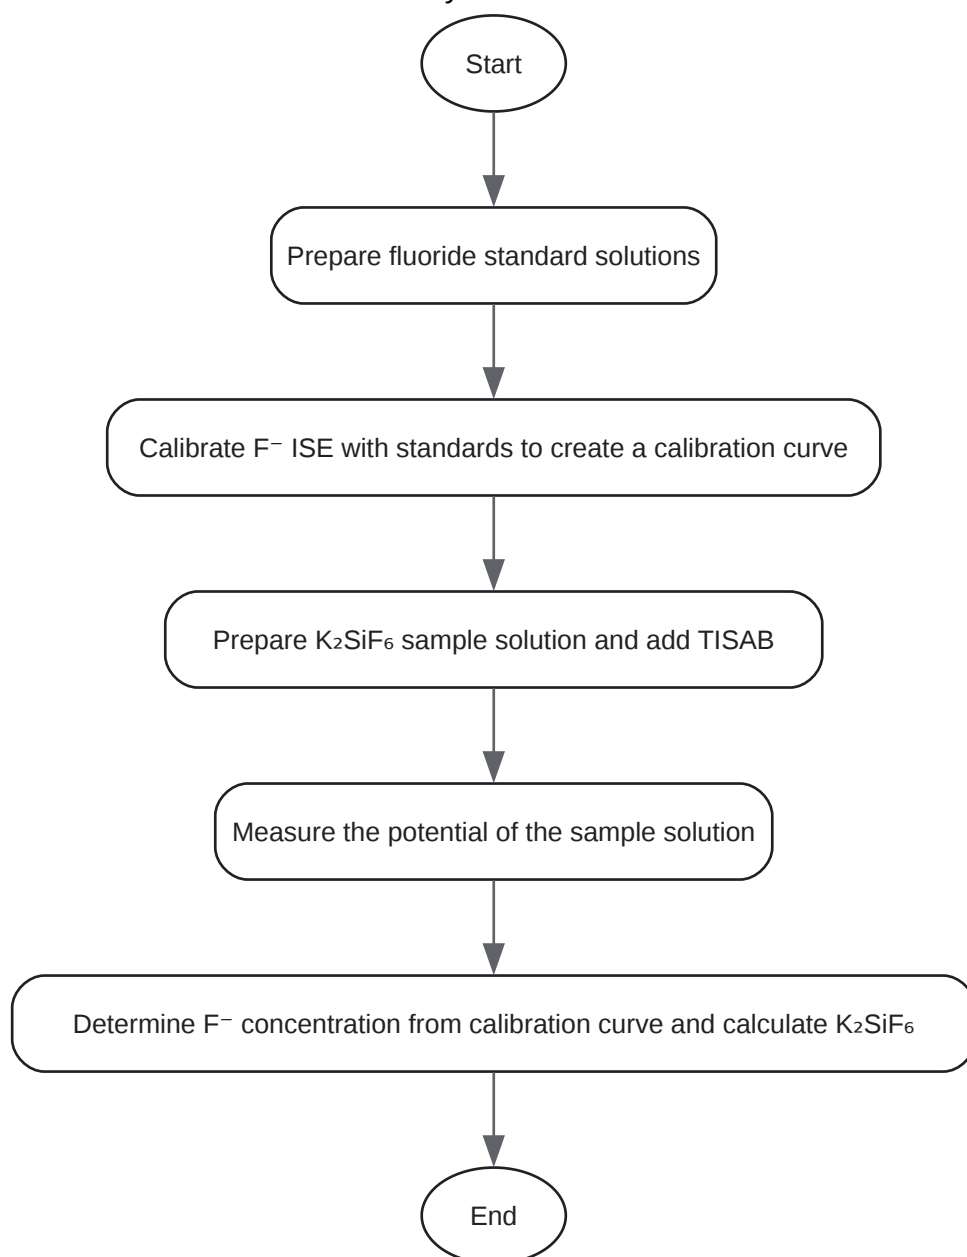 Start
Prepare fluoride standard solutions
Calibrate F⁻ ISE with standards to create a calibration curve
Prepare K₂SiF₆ sample solution and add TISAB
Measure the potential of the sample solution
Determine F⁻ concentration from calibration curve and calculate K₂SiF₆
End